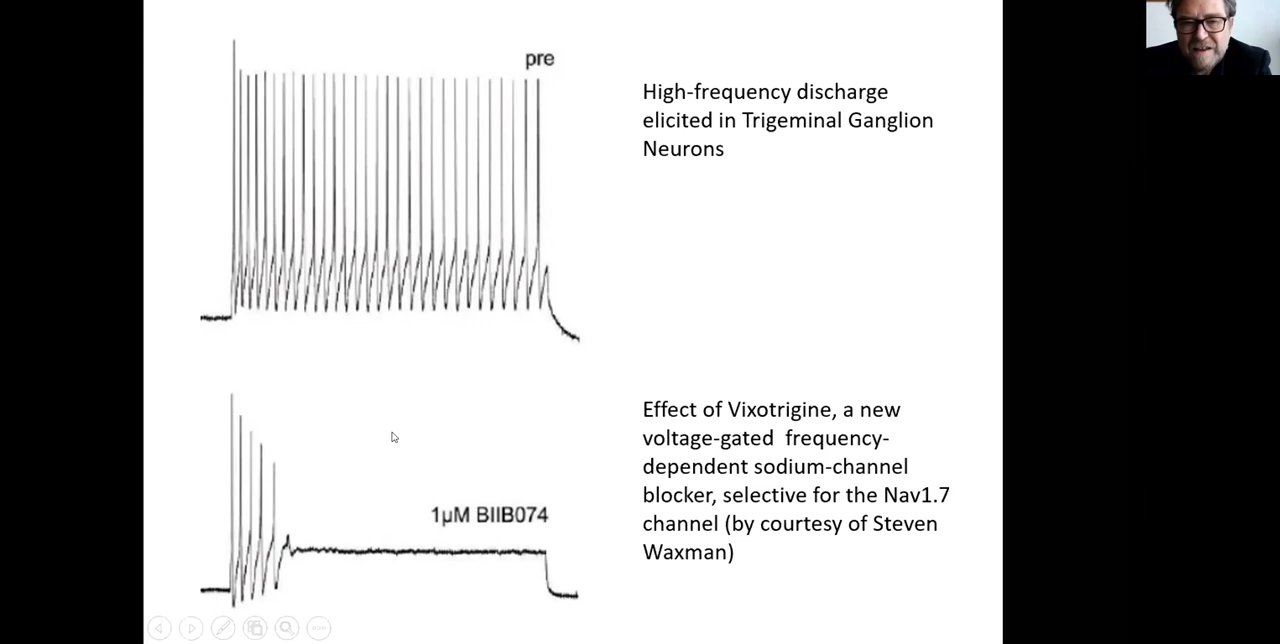 pre
High-frequency discharge
elicited in Trigeminal Ganglion
Neurons
Effect of Vixotrigine, a new
voltage-gated  frequency-
dependent sodium-channel
blocker, selective for the Nav1.7
channel (by courtesy of Steven
Waxman)
1µM BIIB074